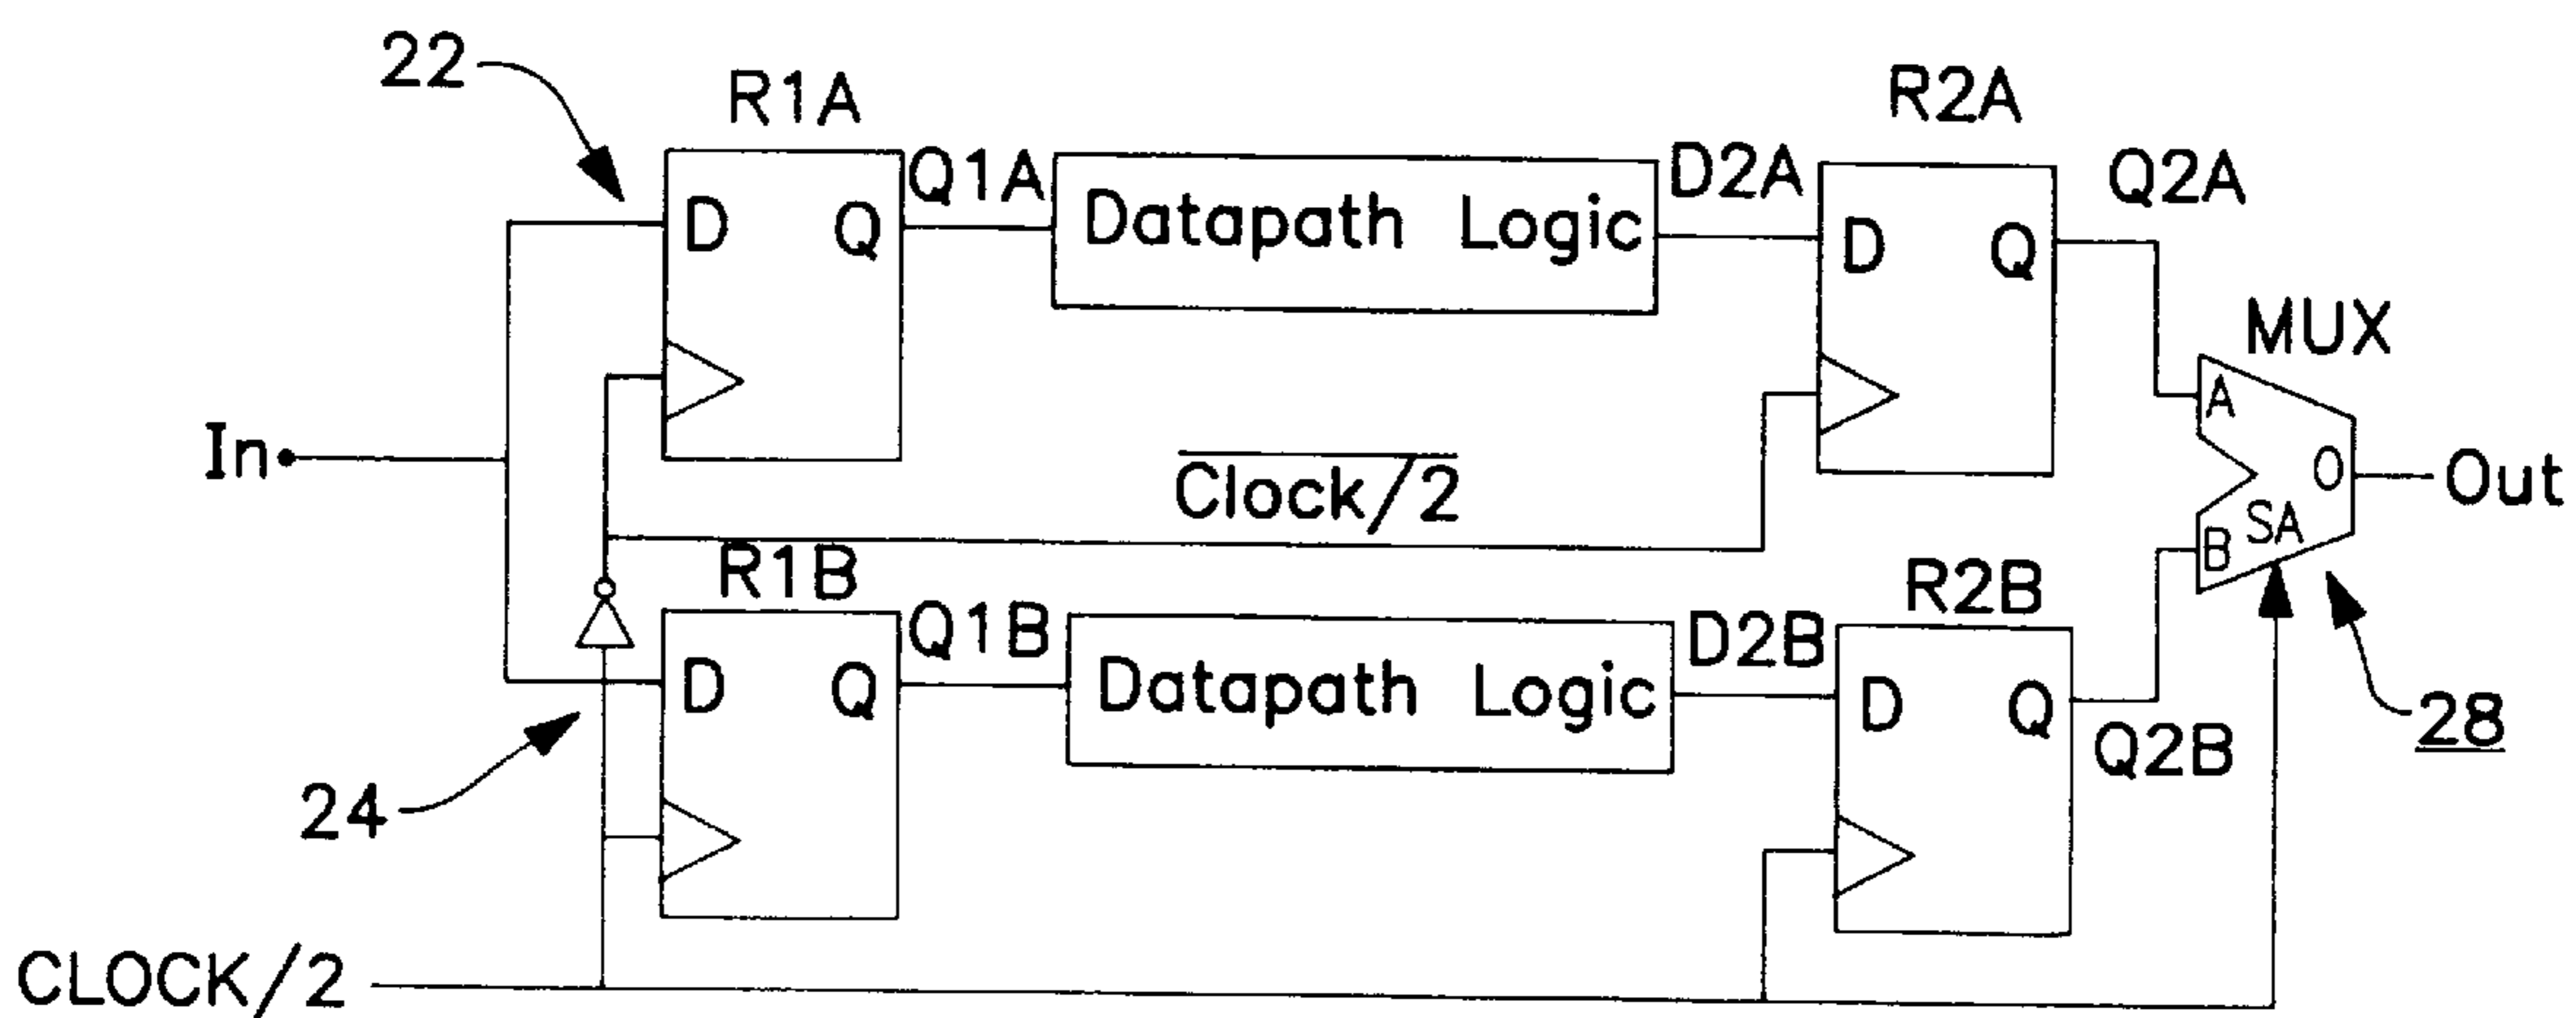 22
R1A
R2A
Q1A
D2A
Q2A
D Q
Datapath Logic
D Q
MUX
A
In
Clock/2
O
Out
SA
B
R1B
R2B
Q1B
D2B
D Q
Datapath Logic
D Q
28
Q2B
24
CLOCK/2